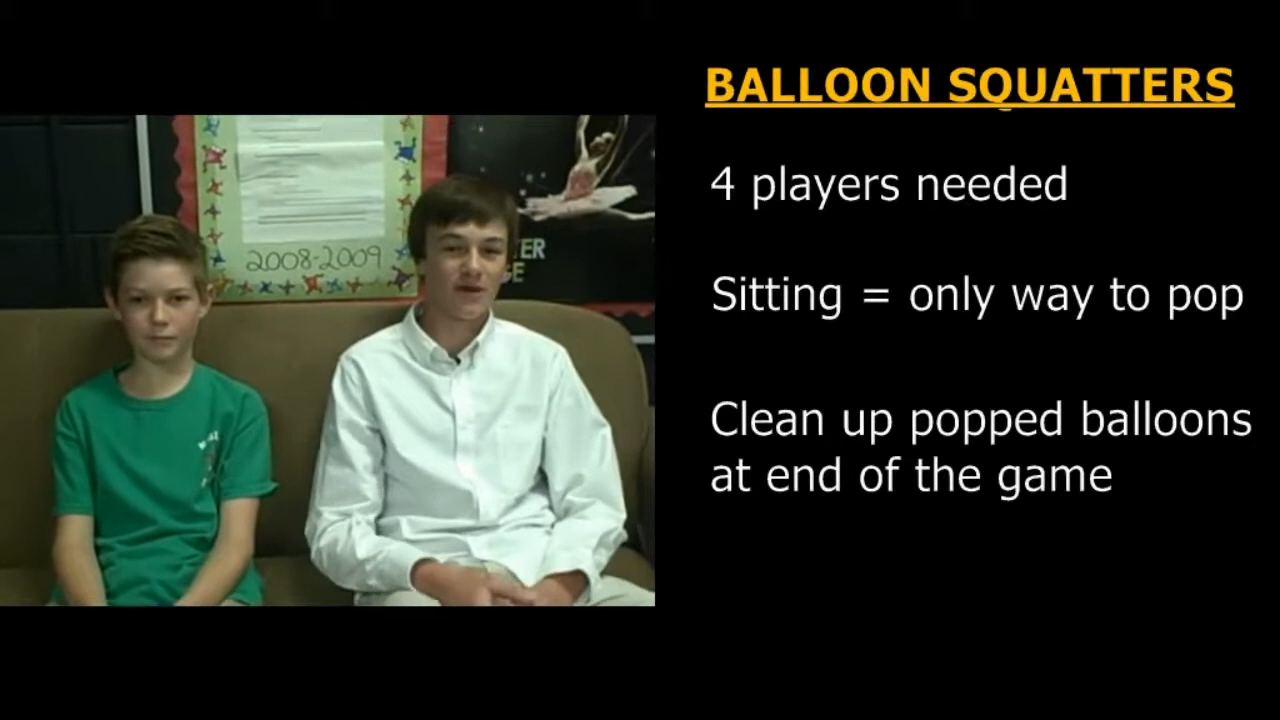 BALLOON SQUATTERS
4 players needed
Sitting = only way to pop
Clean up popped balloons
at end of the game
2008-2009